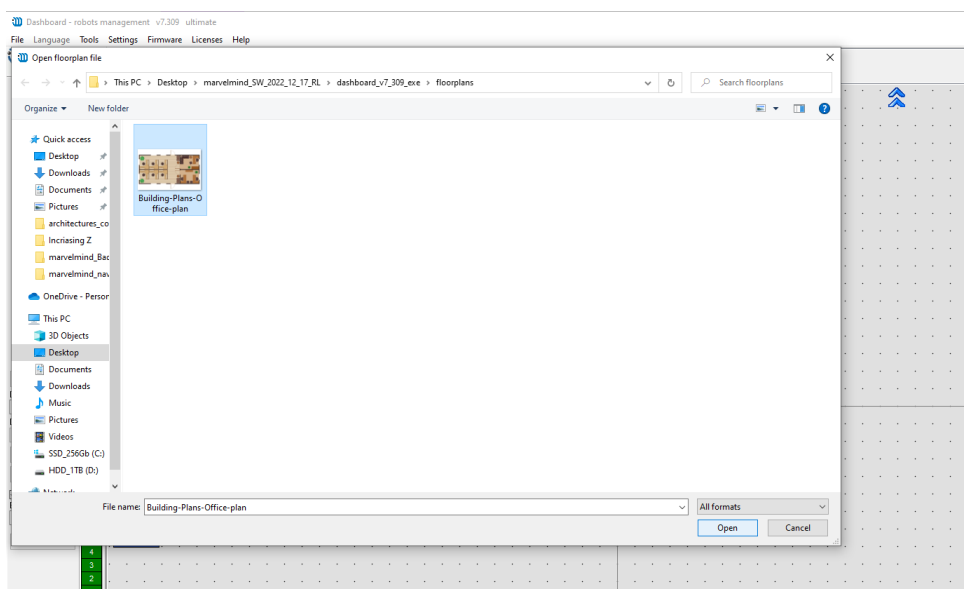 Dashboard - robots management v7.309 ultimate
File Language Tools Settings Firmware Licenses Help
Open floorplan file
This PC > Desktop > marvelmind_SW_2022_12_17_RL > dashboard_v7_309_exe > floorplans
Search floorplans
Organize
New folder
Quick access
Desktop
Downloads
Documents
Pictures
architectures_co
Incriasing Z
marvelmind_Bac
marvelmind_nav
OneDrive - Person
This PC
3D Objects
Desktop
Documents
Downloads
Music
Pictures
Videos
SSD_256Gb (C:)
HDD_1TB (D:)
Building-Plans-O
ffice-plan
File name: Building-Plans-Office-plan
All formats
Open
Cancel
4
3
2